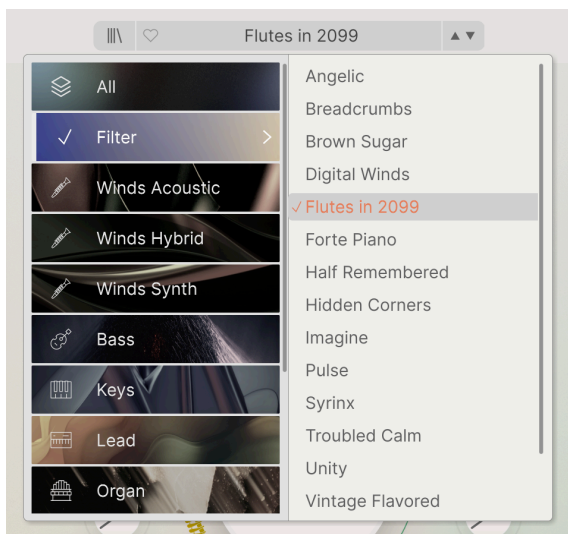 Flutes in 2099
All
Filter
Winds Acoustic
Winds Hybrid
Winds Synth
Bass
Keys
Lead
Organ
Angelic
Breadcrumbs
Brown Sugar
Digital Winds
Flutes in 2099
Forte Piano
Half Remembered
Hidden Corners
Imagine
Pulse
Syrinx
Troubled Calm
Unity
Vintage Flavored